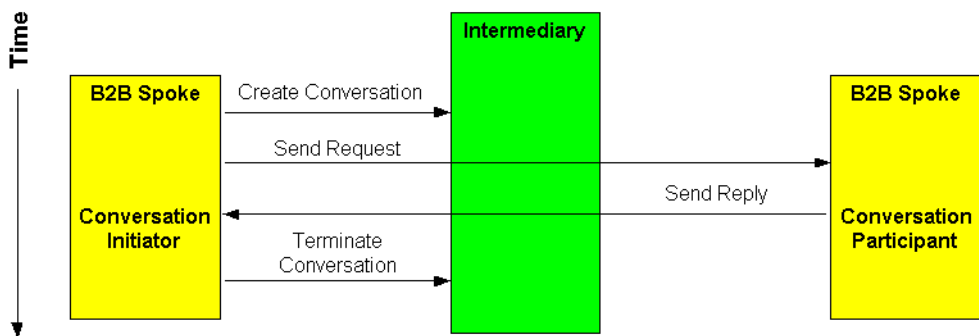 Time
Intermediary
B2B Spoke
B2B Spoke
Create Conversation
Send Request
Send Reply
Conversation
Initiator
Conversation
Participant
Terminate
Conversation